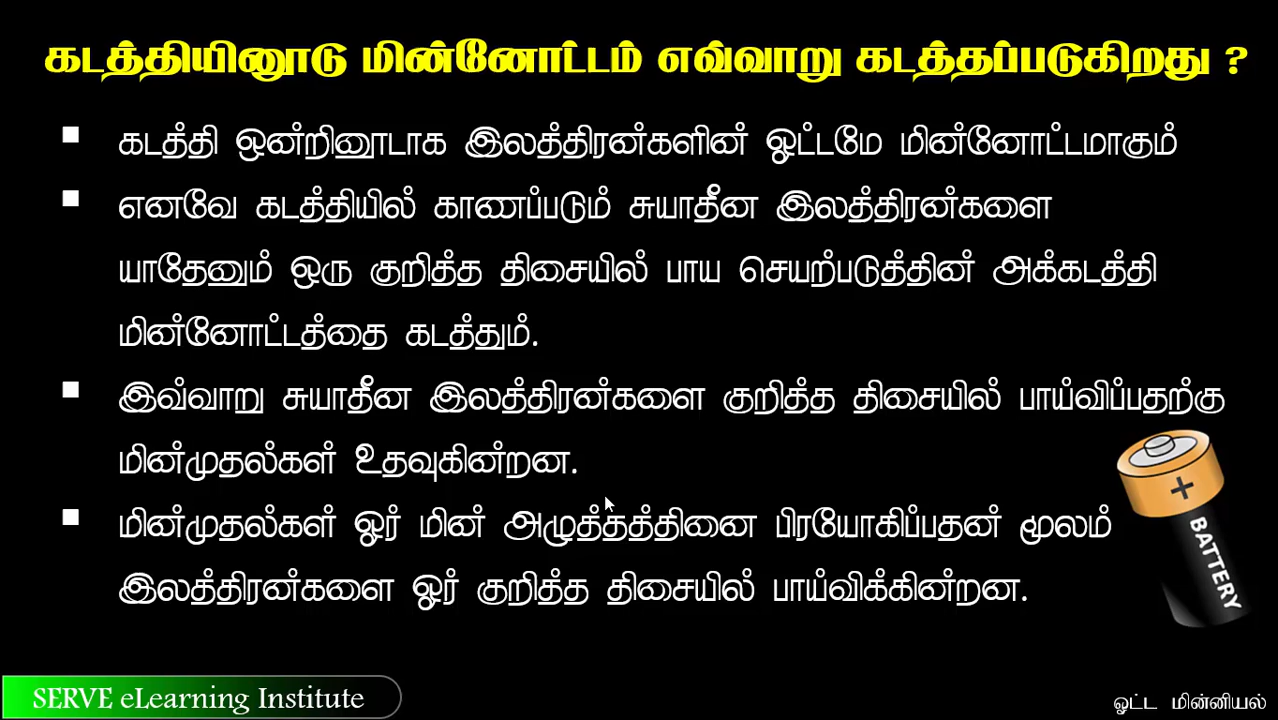 கடத்தியினூடு மின்னோட்டம் எவ்வாறு கடத்தப்படுகிறது ?
▪ கடத்தி ஒன்றினூடாக இலத்திரன்களின் ஓட்டமே மின்னோட்டமாகும்
▪ எனவே கடத்தியில் காணப்படும் சுயாதீன இலத்திரன்களை
யாதேனும் ஒரு குறித்த திசையில் பாய செயற்படுத்தின் அக்கடத்தி
மின்னோட்டத்தை கடத்தும்.
▪ இவ்வாறு சுயாதீன இலத்திரன்களை குறித்த திசையில் பாய்விப்பதற்கு
மின்முதல்கள் உதவுகின்றன.
▪ மின்முதல்கள் ஓர் மின் அழுத்தத்தினை பிரயோகிப்பதன் மூலம்
இலத்திரன்களை ஓர் குறித்த திசையில் பாய்விக்கின்றன.
+
BATTERY
SERVE eLearning Institute
ஓட்ட மின்னியல்